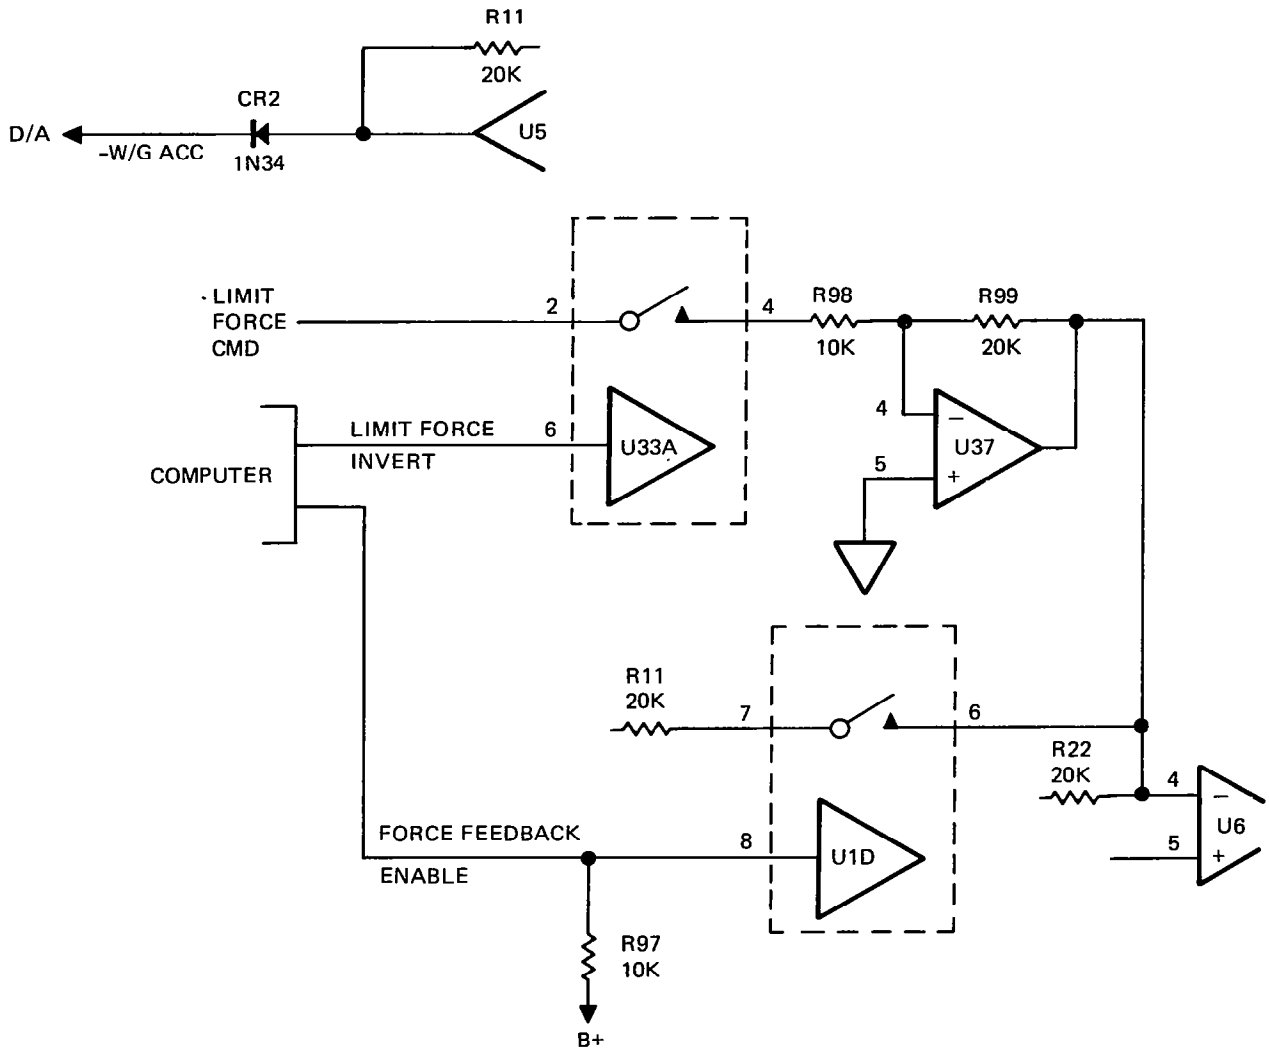 R11
20K
CR2
D/A
-W/G ACC
1N34
U5
LIMIT
FORCE
CMD
2
4
R98
10K
R99
20K
COMPUTER
LIMIT FORCE
INVERT
6
U33A
4
5
−
+
U37
R11
20K
7
6
R22
20K
4
5
−
+
U6
FORCE FEEDBACK
ENABLE
8
U1D
R97
10K
B+